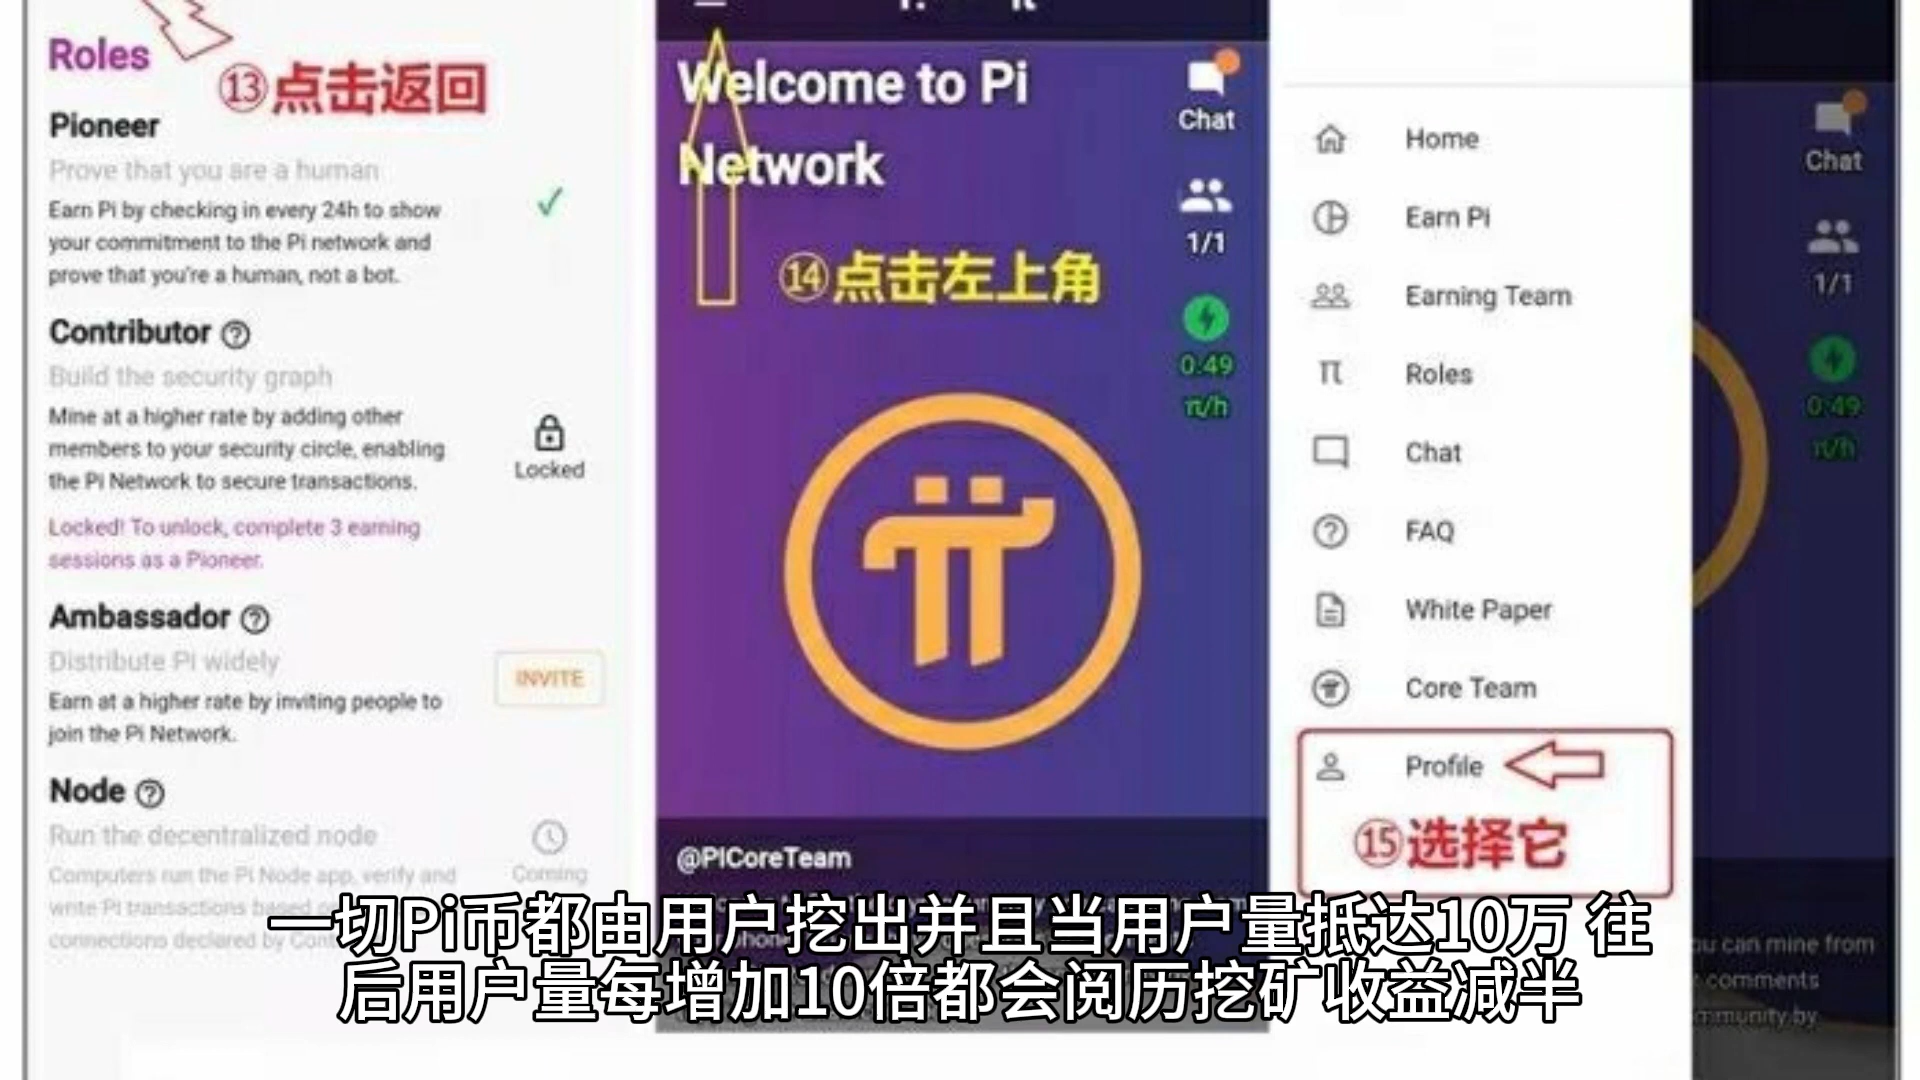 Roles
⑬点击返回
Pioneer
Prove that you are a human
Earn Pi by checking in every 24h to show
your commitment to the Pi network and
prove that you're a human, not a bot.
Contributor ?
Build the security graph
Mine at a higher rate by adding other
members to your security circle, enabling
the Pi Network to secure transactions.
Locked
Locked! To unlock, complete 3 earning
sessions as a Pioneer.
Ambassador ?
Distribute Pi widely
Earn at a higher rate by inviting people to
join the Pi Network.
INVITE
Node ?
Run the decentralized node
Computers run the Pi Node app, verify and
write Pi transactions based
connections declared by
Coming
Welcome to Pi
Network
Chat
1/1
⑭点击左上角
0.49
π/h
@PiCoreTeam
Home
Earn Pi
Earning Team
Roles
Chat
FAQ
White Paper
Core Team
Profile
⑮选择它
Chat
1/1
0.49
π/h
you can mine from
comments
by
一切Pi币都由用户挖出并且当用户量抵达10万 往
后用户量每增加10倍都会阅历挖矿收益减半